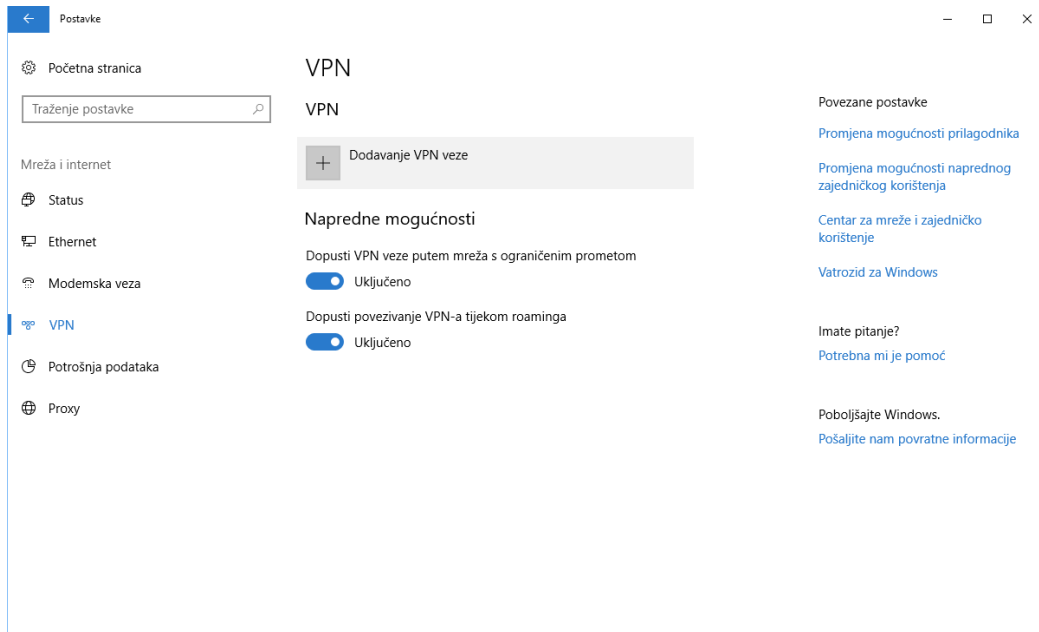 Postavke
Početna stranica
Traženje postavke
Mreža i internet
Status
Ethernet
Modemska veza
VPN
Potrošnja podataka
Proxy
VPN
VPN
Dodavanje VPN veze
Napredne mogućnosti
Dopusti VPN veze putem mreža s ograničenim prometom
Uključeno
Dopusti povezivanje VPN-a tijekom roaminga
Uključeno
Povezane postavke
Promjena mogućnosti prilagodnika
Promjena mogućnosti naprednog
zajedničkog korištenja
Centar za mreže i zajedničko
korištenje
Vatrozid za Windows
Imate pitanje?
Potrebna mi je pomoć
Poboljšajte Windows.
Pošaljite nam povratne informacije